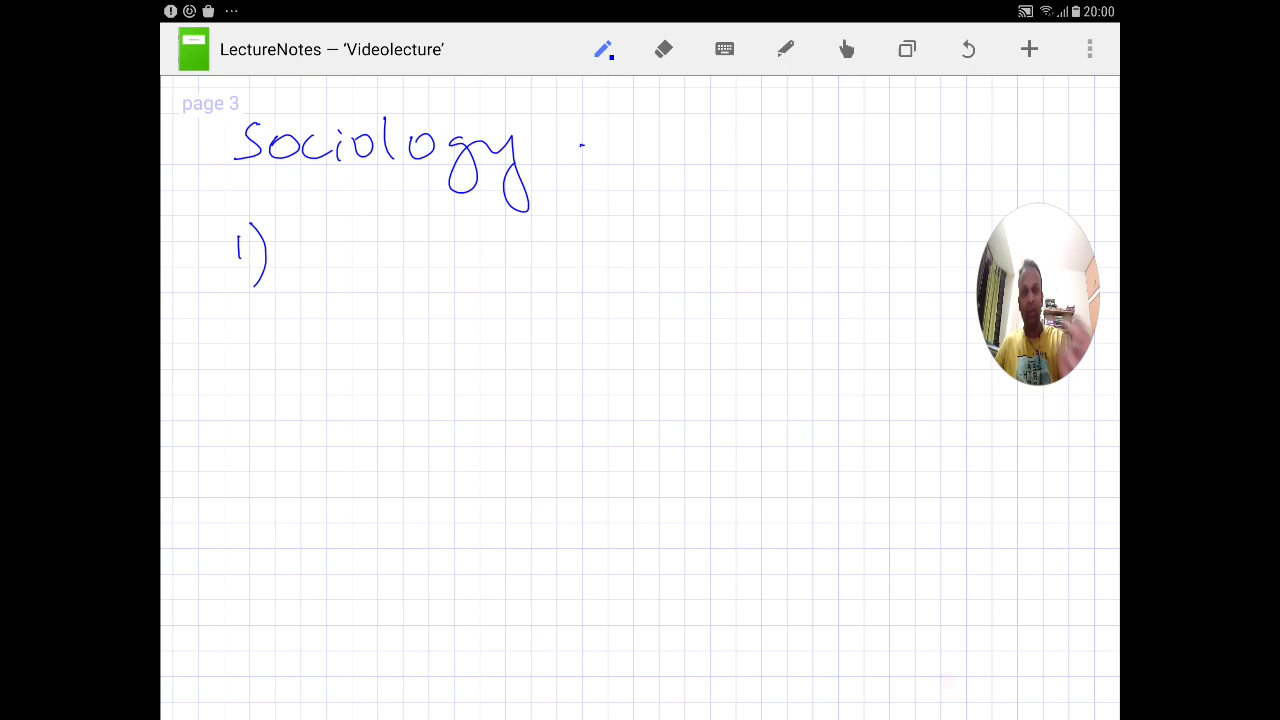 20:00
LectureNotes — ‘Videolecture’
page 3
Sociology
1)